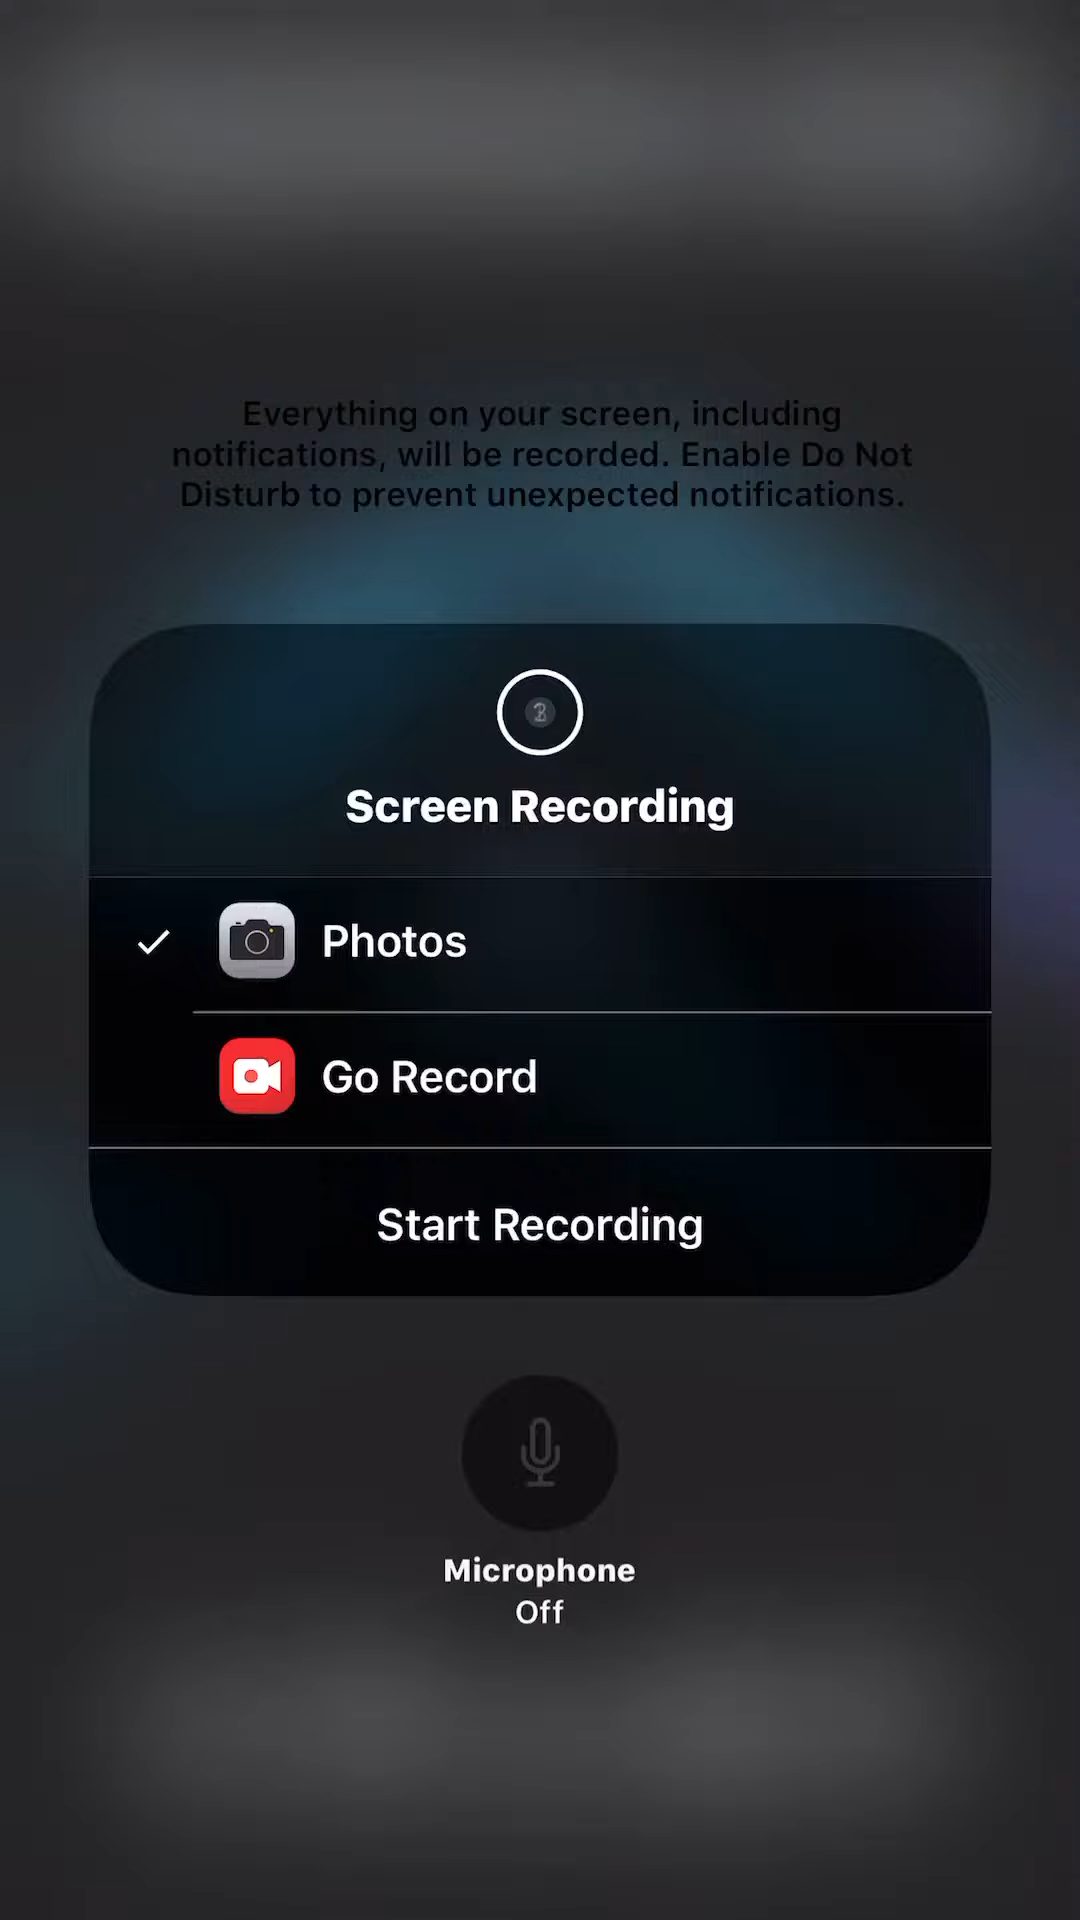 Everything on your screen, including
notifications, will be recorded. Enable Do Not
Disturb to prevent unexpected notifications.
Screen Recording
Photos
Go Record
Start Recording
Microphone
Off